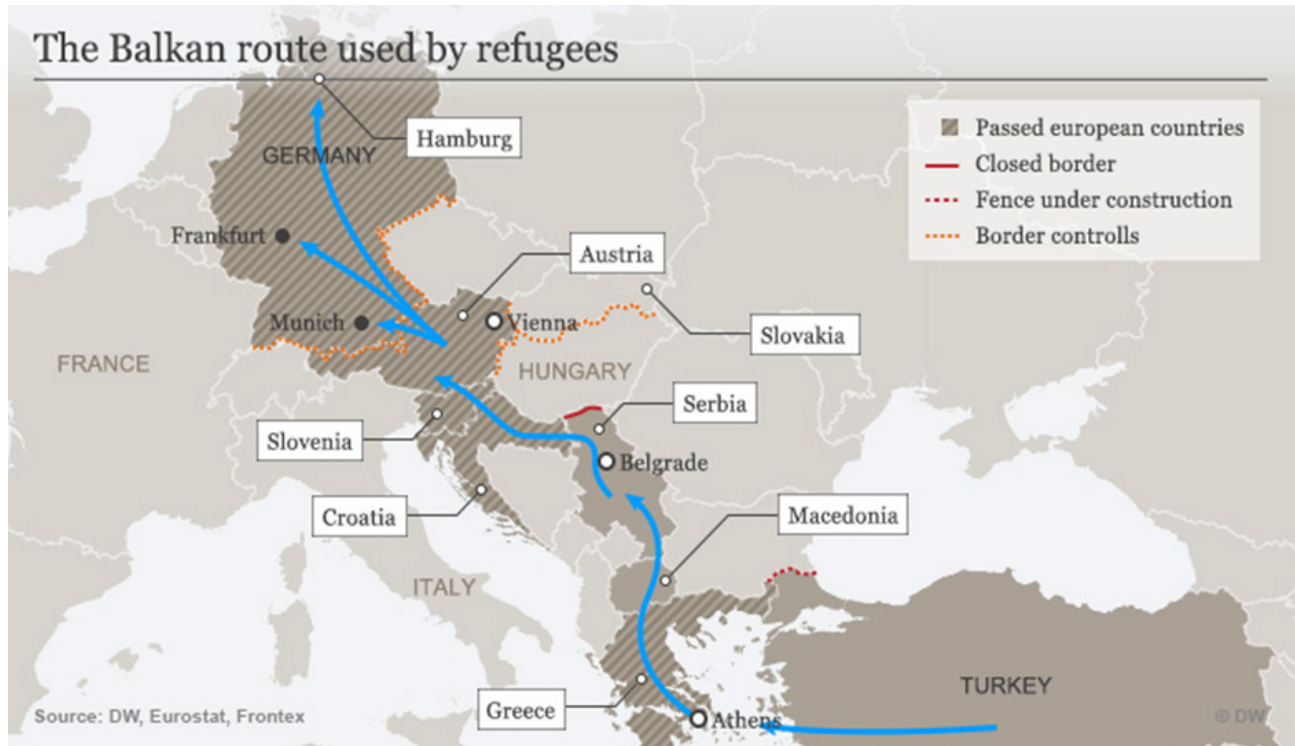 The Balkan route used by refugees
Passed european countries
Closed border
Fence under construction
Border controlls
Hamburg
GERMANY
Frankfurt
Austria
Munich
Vienna
Slovakia
FRANCE
HUNGARY
Serbia
Slovenia
Belgrade
Croatia
Macedonia
ITALY
TURKEY
Greece
Athens
Source: DW, Eurostat, Frontex
© DW